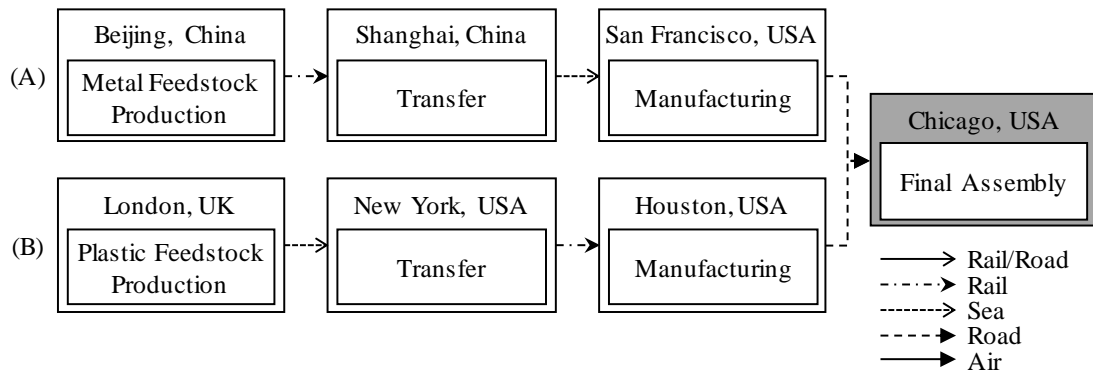 Beijing, China
Shanghai, China
San Francisco, USA
(A)
Metal Feedstock
Production
Transfer
Manufacturing
Chicago, USA
Final Assembly
London, UK
New York, USA
Houston, USA
(B)
Plastic Feedstock
Production
Transfer
Manufacturing
Rail/Road
Rail
Sea
Road
Air